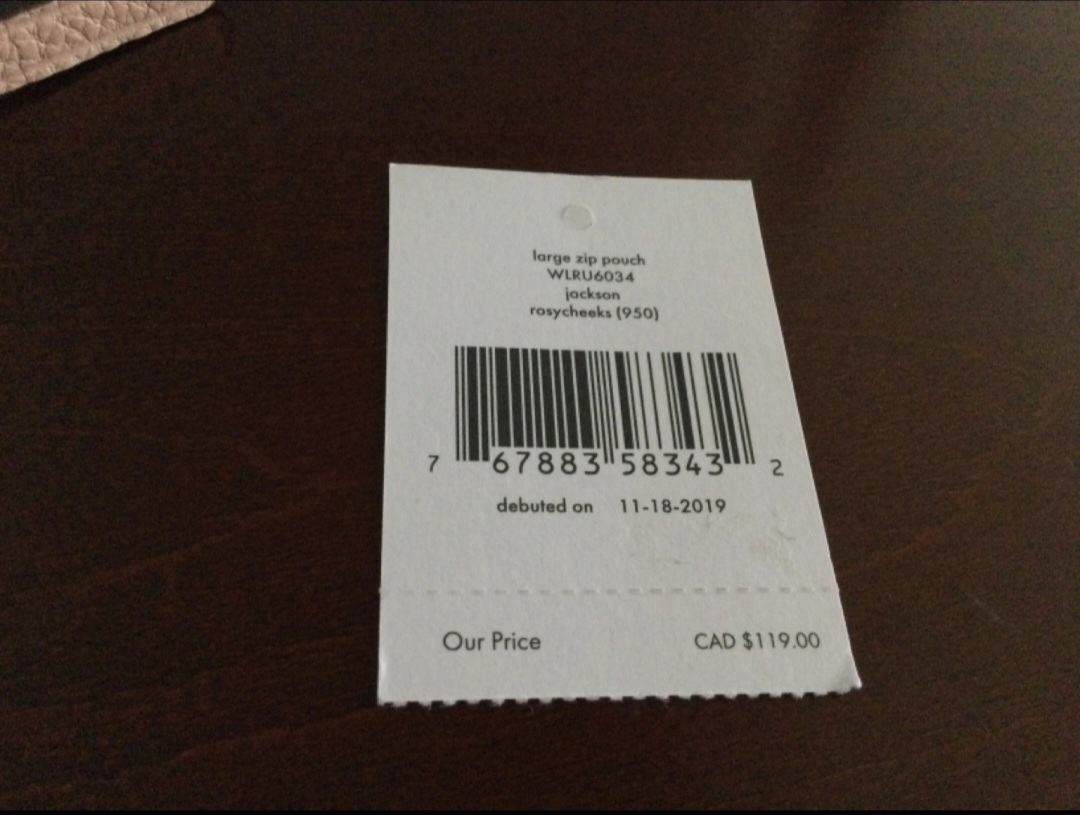 large zip pouch
WLRU6034
jackson
rosycheeks (950)
7 67883 58343 2
debuted on 11-18-2019
Our Price CAD $119.00